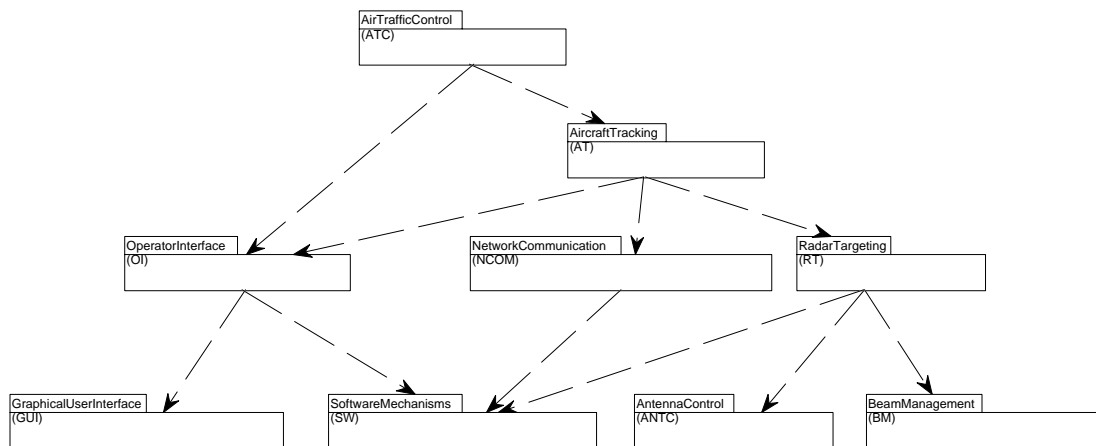 AirTrafficControl
(ATC)
AircraftTracking
(AT)
OperatorInterface
(OI)
NetworkCommunication
(NCOM)
RadarTargeting
(RT)
GraphicalUserInterface
(GUI)
SoftwareMechanisms
(SW)
AntennaControl
(ANTC)
BeamManagement
(BM)